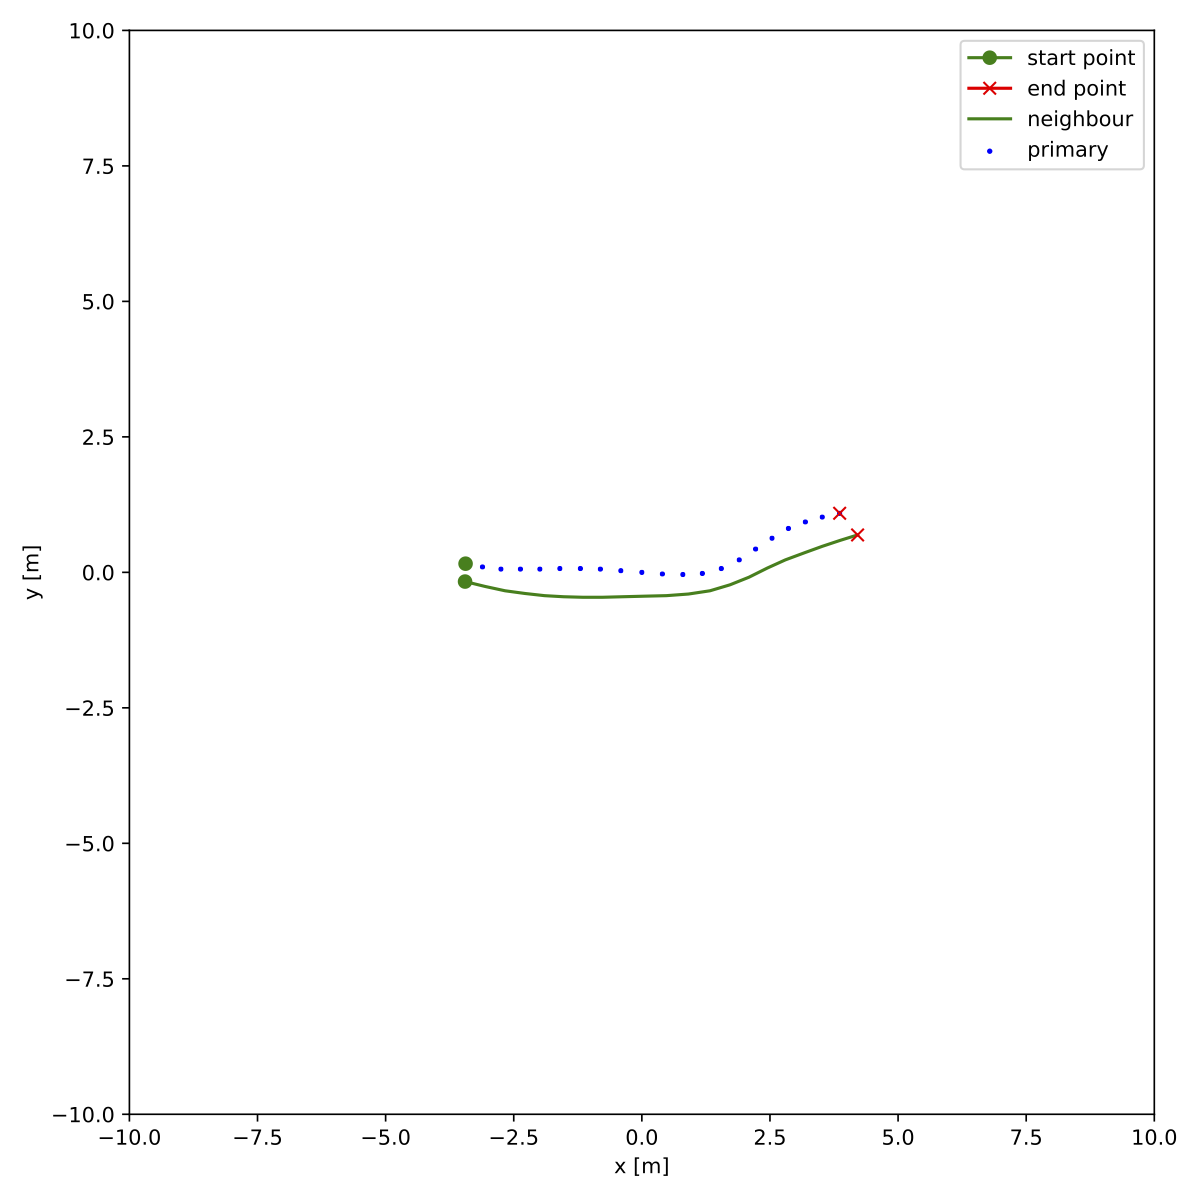 start point
end point
neighbour
primary
10.0
7.5
5.0
2.5
0.0
−2.5
−5.0
−7.5
−10.0
y [m]
−10.0 −7.5 −5.0 −2.5 0.0 2.5 5.0 7.5 10.0
x [m]